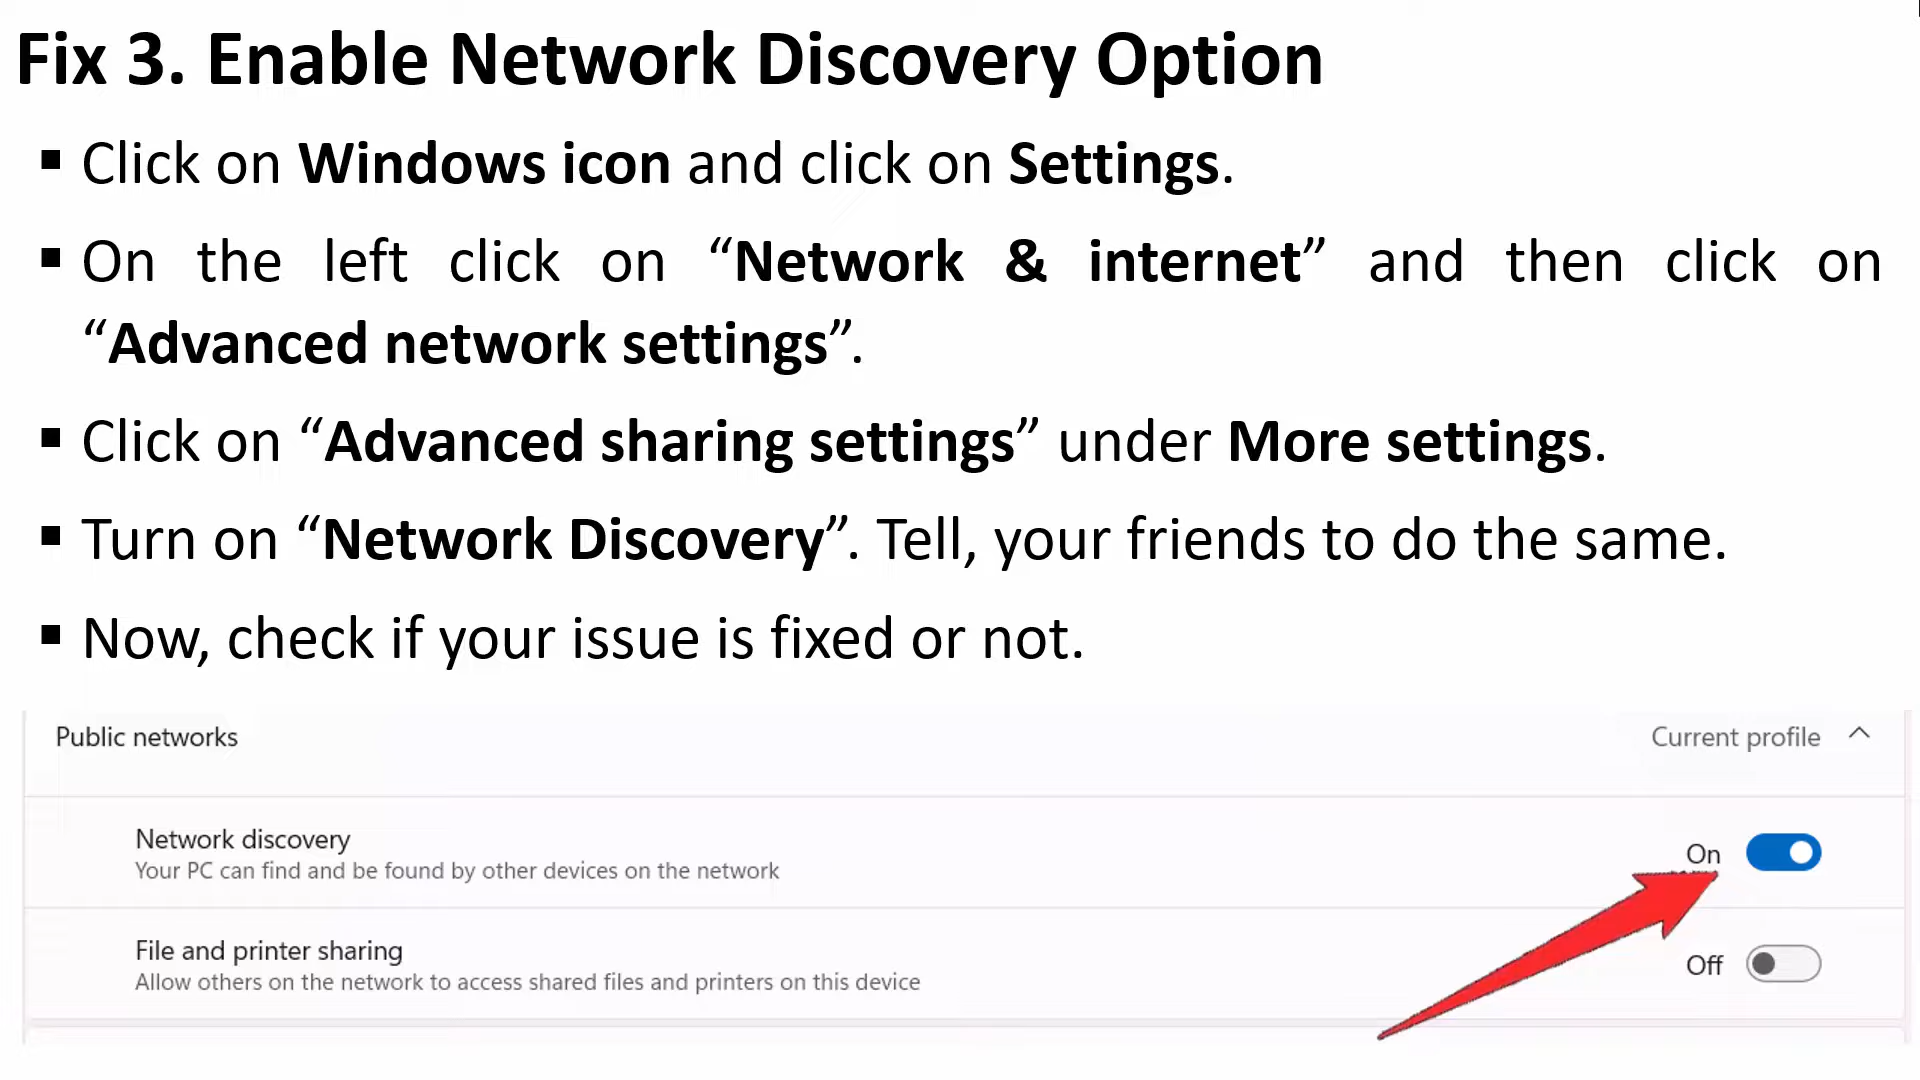 Fix 3. Enable Network Discovery Option
▪ Click on Windows icon and click on Settings.
▪ On the left click on “Network & internet” and then click on
“Advanced network settings”.
▪ Click on “Advanced sharing settings” under More settings.
▪ Turn on “Network Discovery”. Tell, your friends to do the same.
▪ Now, check if your issue is fixed or not.
Public networks Current profile
Network discovery
Your PC can find and be found by other devices on the network
On
File and printer sharing
Allow others on the network to access shared files and printers on this device
Off